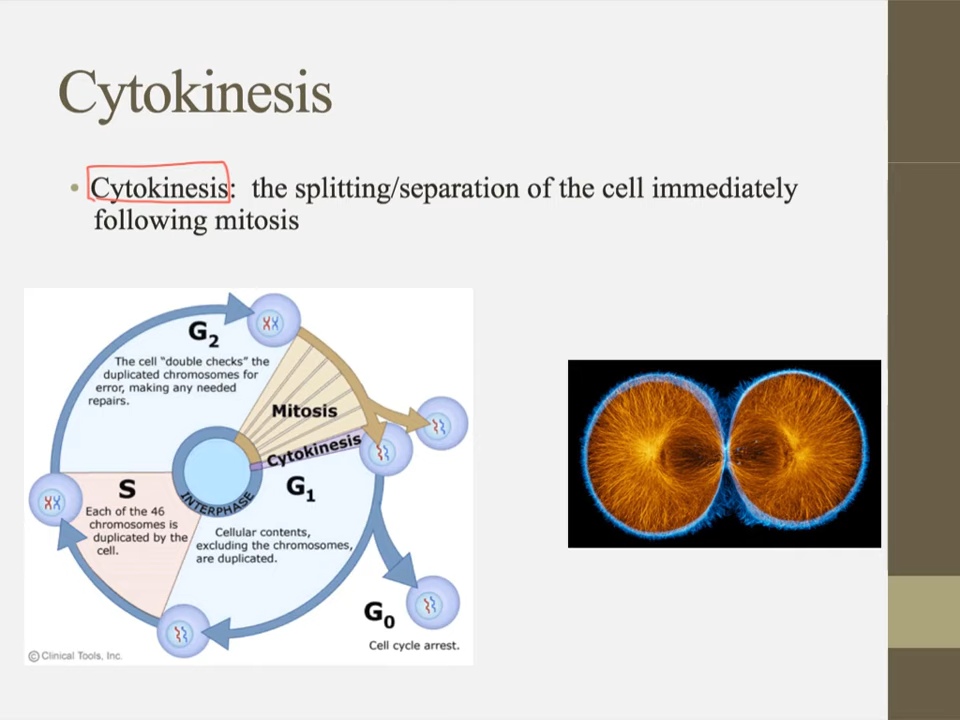 Cytokinesis
• Cytokinesis: the splitting/separation of the cell immediately
following mitosis
G2
The cell “double checks” the
duplicated chromosomes for
error, making any needed
repairs.
Mitosis
Cytokinesis
S
Each of the 46
chromosomes is
duplicated by the
cell.
INTERPHASE
G1
Cellular contents,
excluding the chromosomes,
are duplicated.
G0
Cell cycle arrest.
© Clinical Tools, Inc.